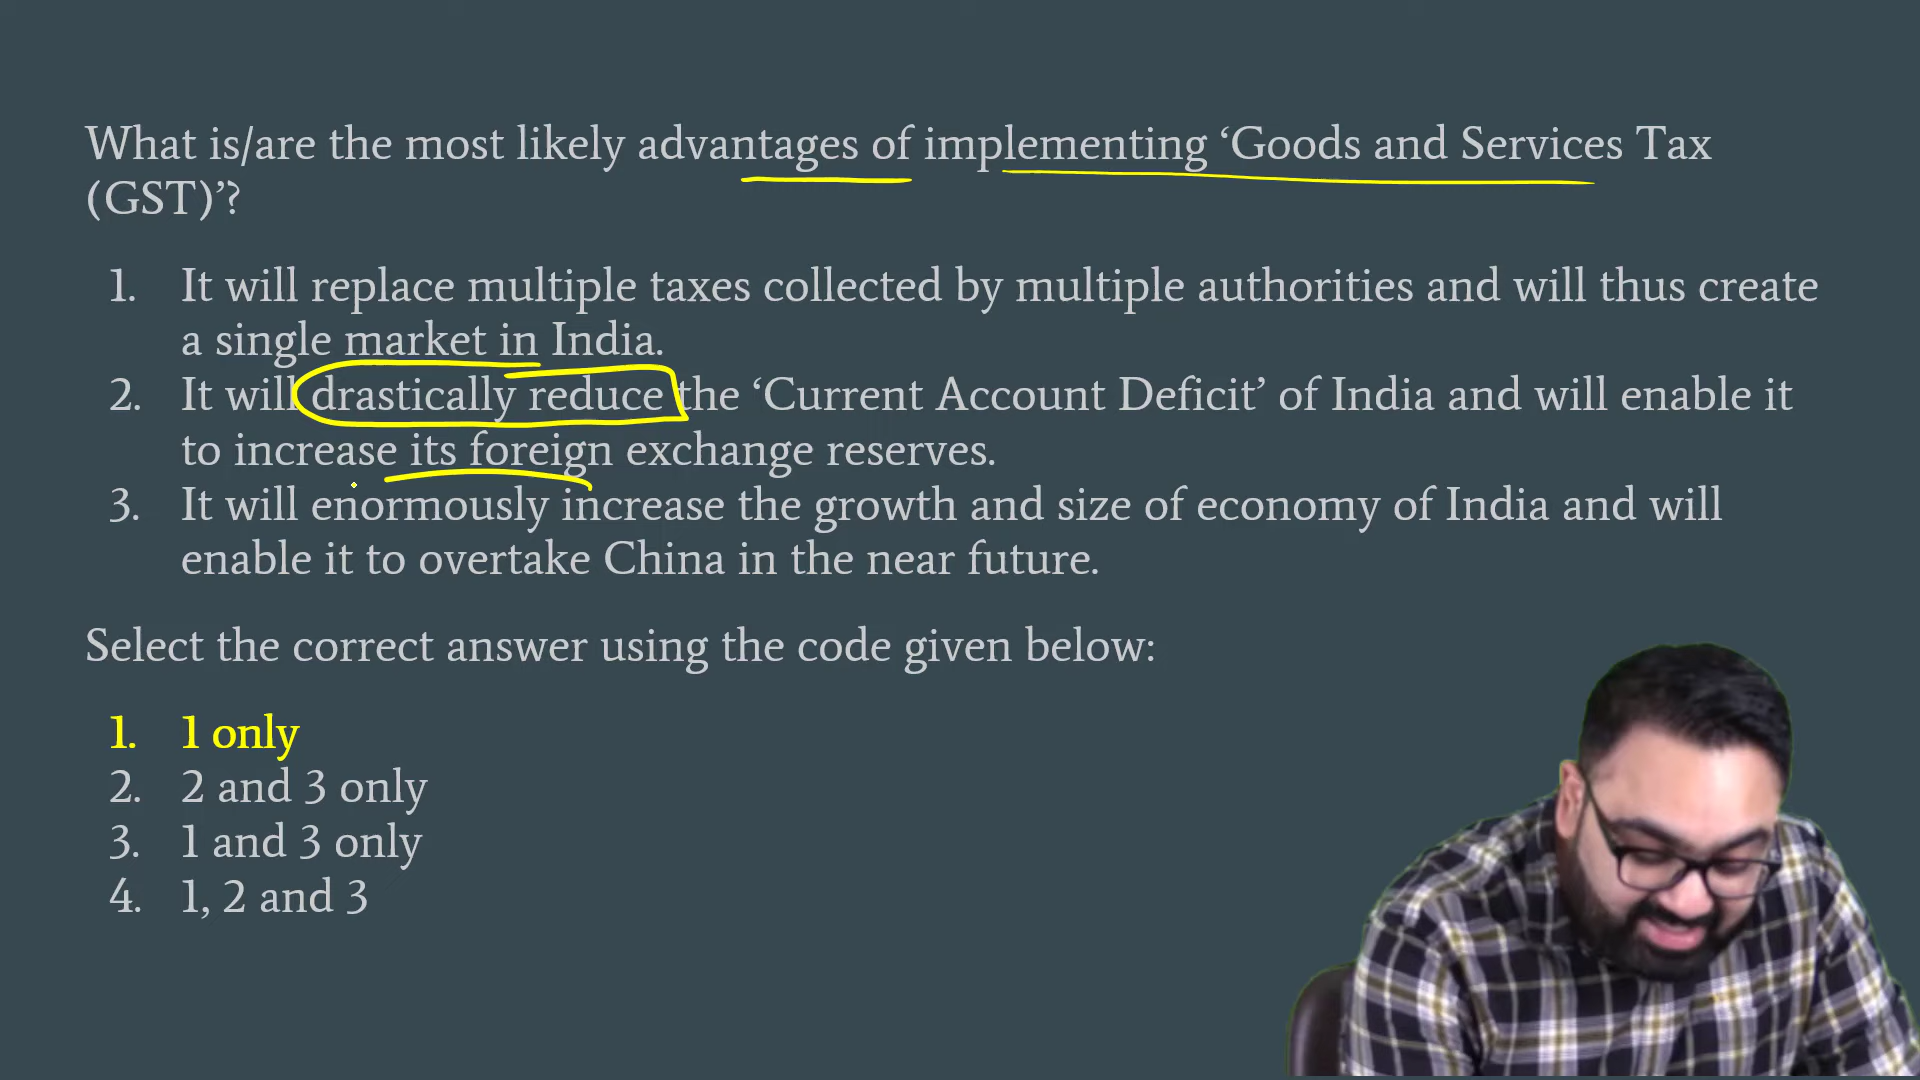 What is/are the most likely advantages of implementing ‘Goods and Services Tax
(GST)’?
1. It will replace multiple taxes collected by multiple authorities and will thus create
a single market in India.
2. It will drastically reduce the ‘Current Account Deficit’ of India and will enable it
to increase its foreign exchange reserves.
3. It will enormously increase the growth and size of economy of India and will
enable it to overtake China in the near future.
Select the correct answer using the code given below:
1. 1 only
2. 2 and 3 only
3. 1 and 3 only
4. 1, 2 and 3